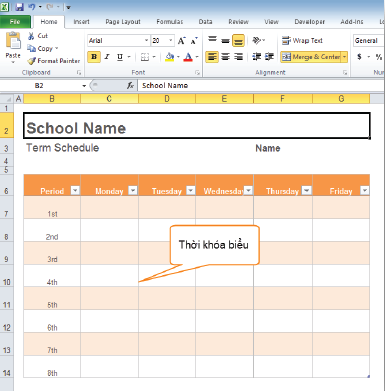 File Home Insert Page Layout Formulas Data Review View Developer Add-Ins
Paste Cut
Copy
Format Painter
Arial 20 A A
B I U A
Wrap Text
Merge & Center
General
$ % ,
Clipboard Font Alignment
B2 fx School Name
A B C D E F G
1
2 School Name
3 Term Schedule Name
4
5
6 Period Monday Tuesday Wednesday Thursday Friday
7 1st
8 2nd
Thời khóa biểu
9 3rd
10 4th
11 5th
12 6th
13 7th
14 8th